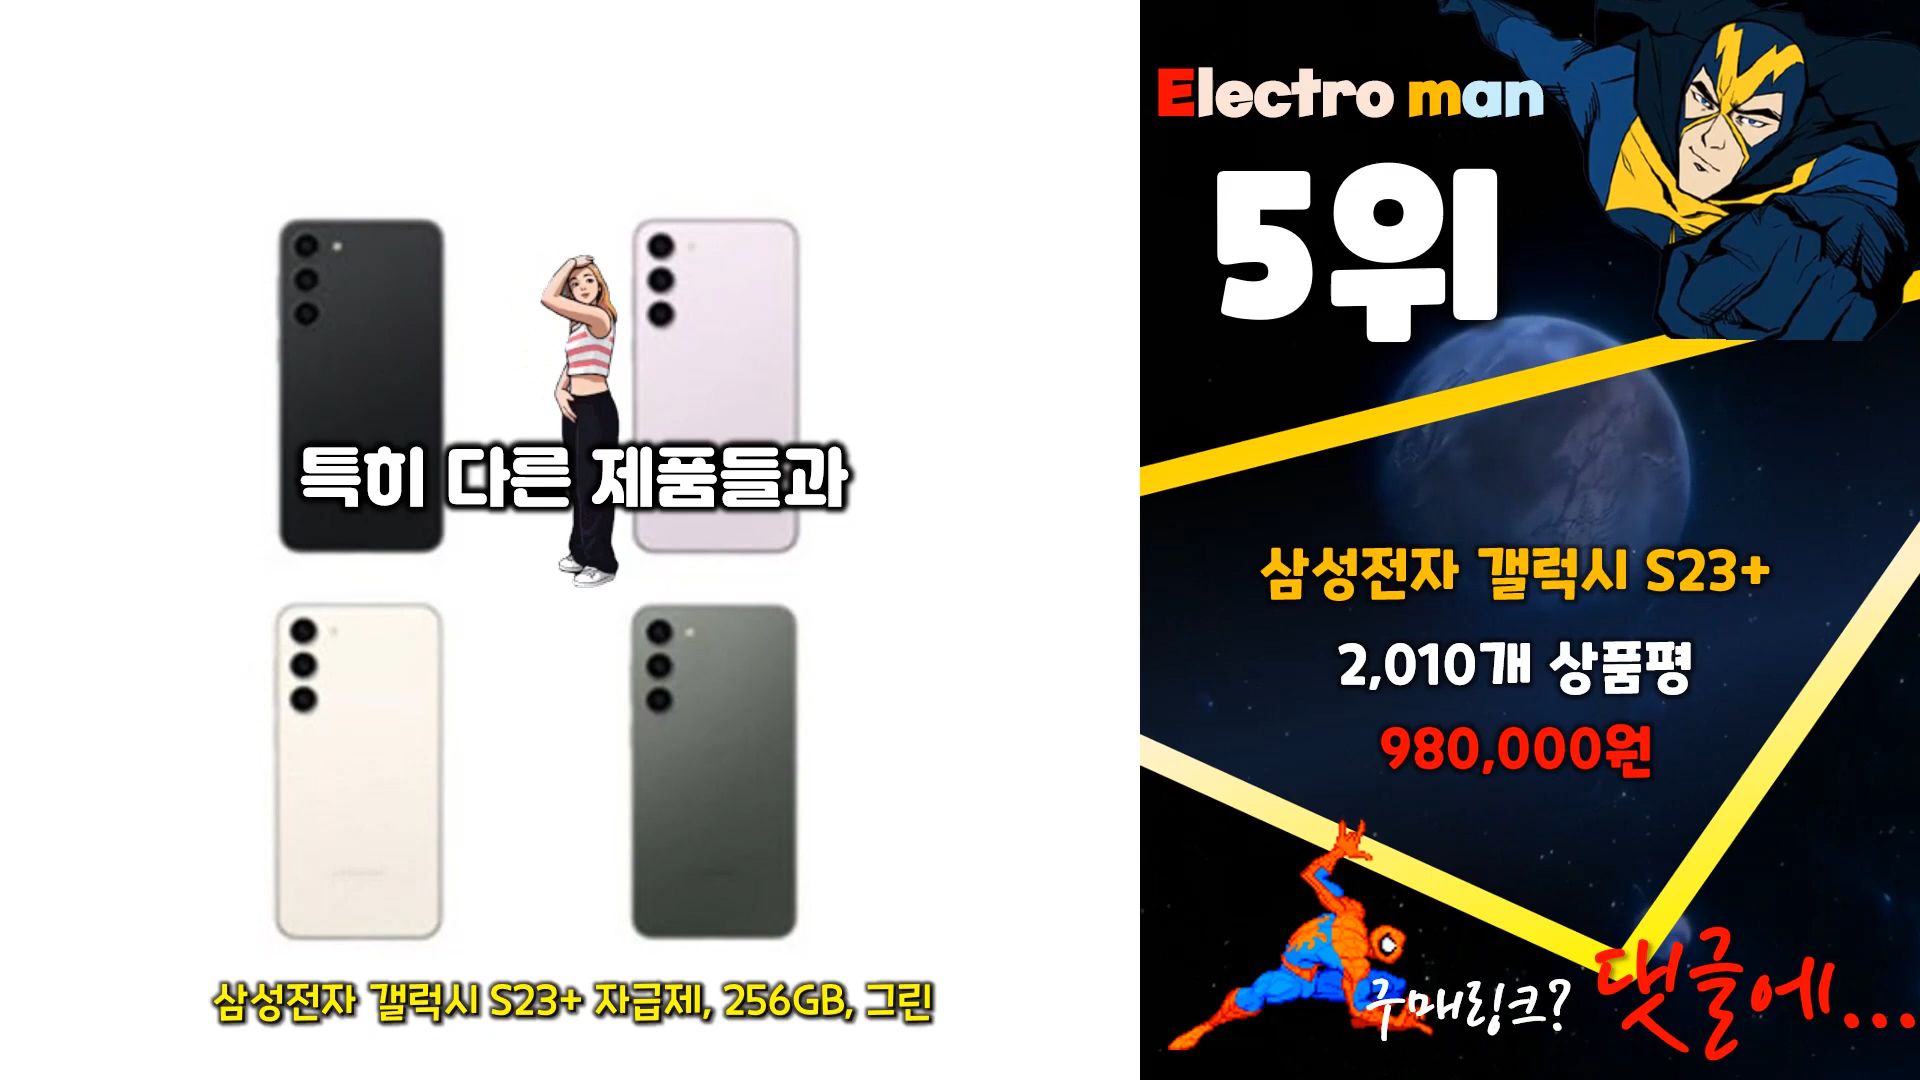 특히 다른 제품들과
삼성전자 갤럭시 S23+ 자급제, 256GB, 그린
Electro man
5위
삼성전자 갤럭시 S23+
2,010개 상품평
980,000원
구매링크? 댓글에...